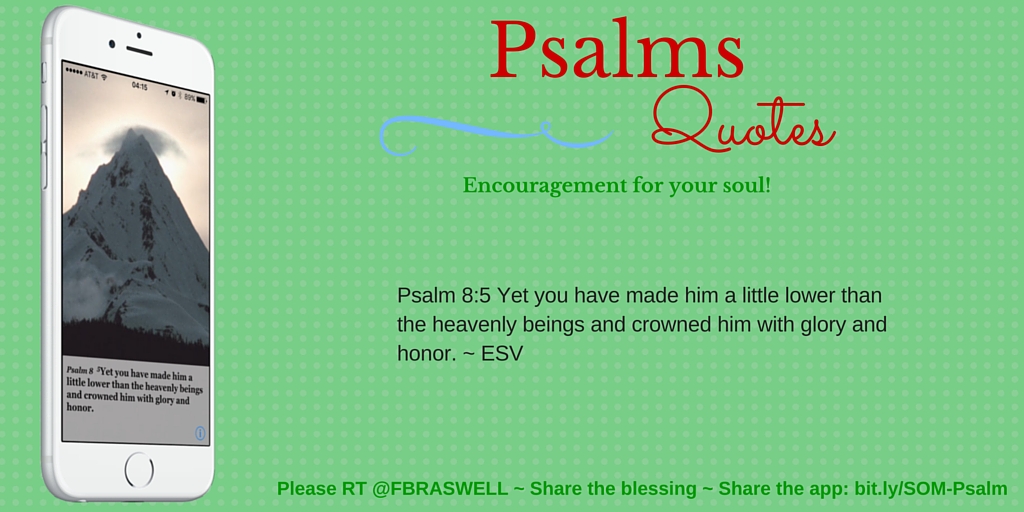 Psalms
Quotes
Encouragement for your soul!
Psalm 8:5 Yet you have made him a little lower than
the heavenly beings and crowned him with glory and
honor. ~ ESV
Please RT @FBRASWELL ~ Share the blessing ~ Share the app: bit.ly/SOM-Psalm
AT&T 04:15 89%
Psalm 8 ⁵Yet you have made him a
little lower than the heavenly beings
and crowned him with glory and
honor.